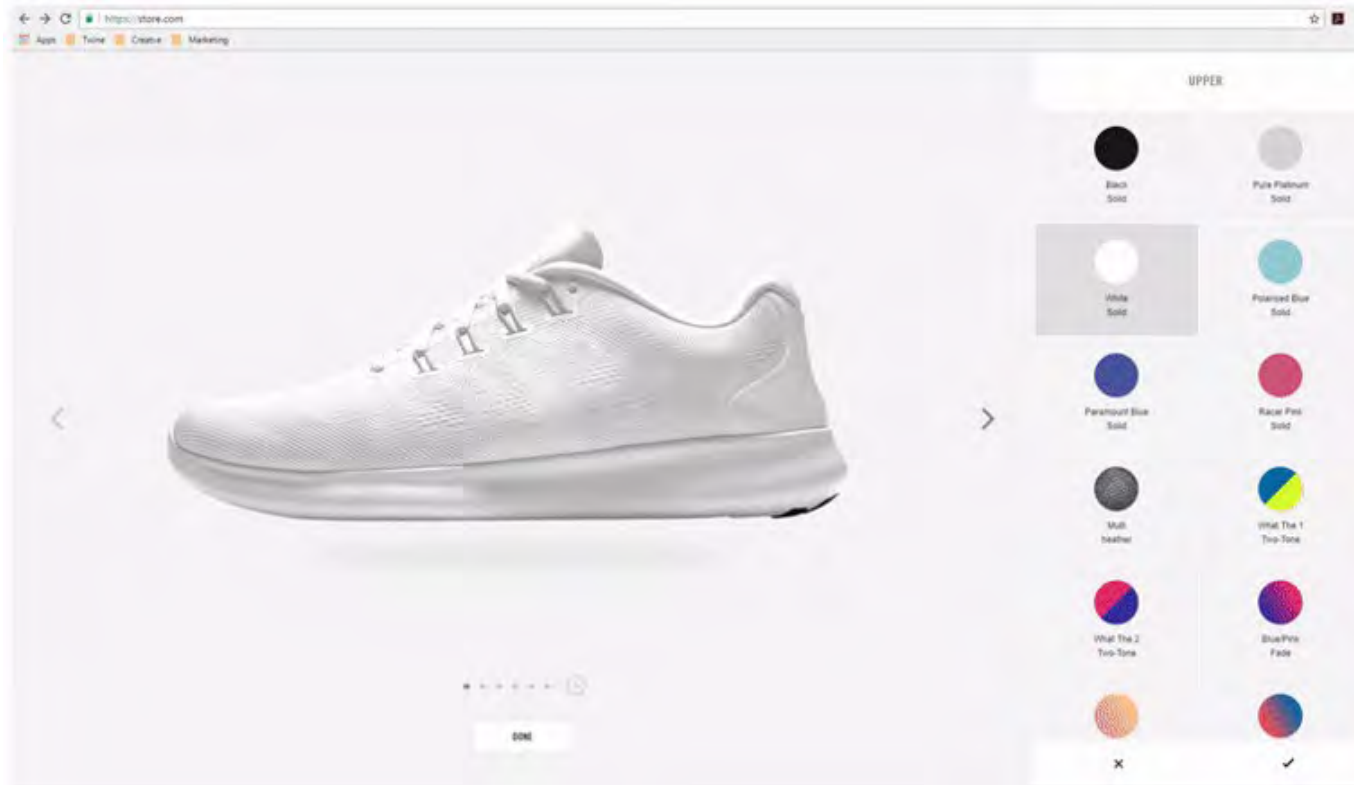 https://store.com
Apps Twine Creative Marketing
UPPER
Black
Solid
Pure Platinum
Solid
White
Solid
Polarized Blue
Solid
Paramount Blue
Solid
Racer Pink
Solid
Multi
heather
What The 1
Two-Tone
What The 2
Two-Tone
Blue/Pink
Fade
DONE